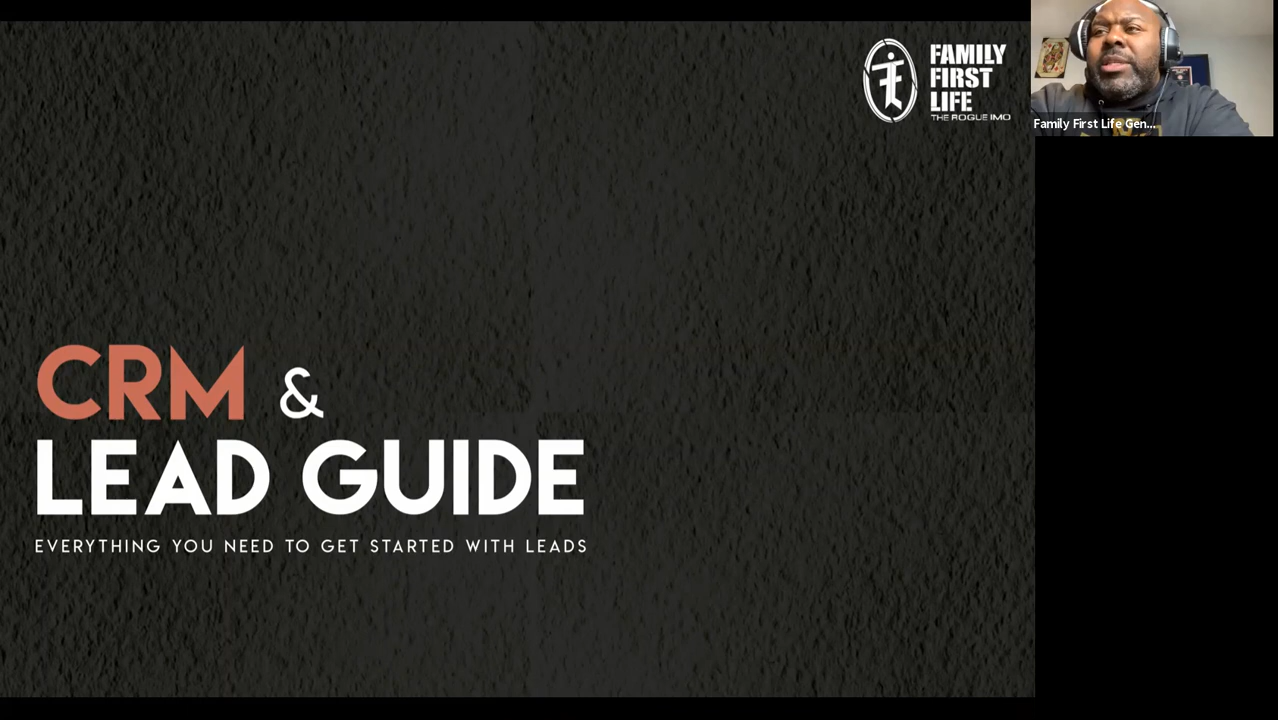 FAMILY
FIRST
LIFE
THE ROGUE IMO
Family First Life Gen...
CRM &
LEAD GUIDE
EVERYTHING YOU NEED TO GET STARTED WITH LEADS